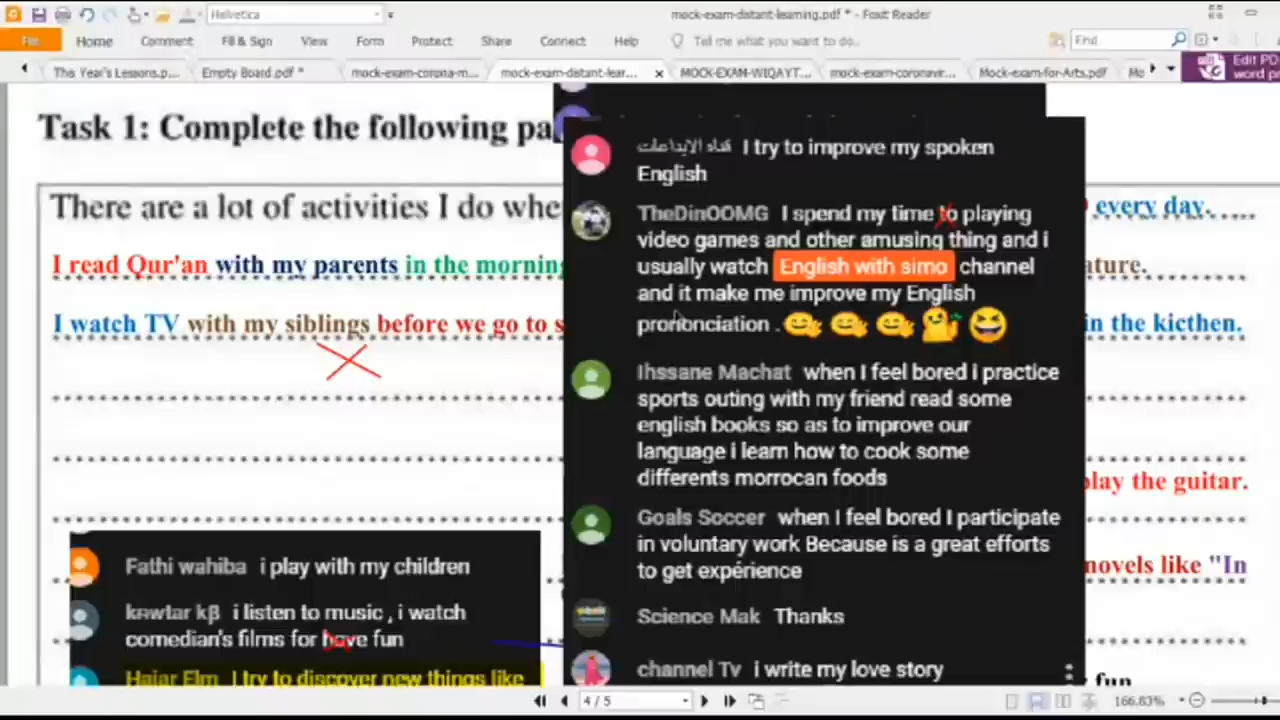 Helvetica
mock-exam-distant-learning.pdf * - Foxit Reader
File Home Comment Fill & Sign View Form Protect Share Connect Help Tell me what you want to do.. Find
This Year's Lessons.p... Empty Board.pdf * mock-exam-corona-m... mock-exam-distant-lear... MOCK-EXAM-WIQAYT... mock-exam-coronavir... Mock-exam-for-Arts.pdf Mo
Edit PD
word pr
Task 1: Complete the following pa
There are a lot of activities I do whe
every day.
I read Qur'an with my parents in the morning
ature.
I watch TV with my siblings before we go to s
in the kicthen.
play the guitar.
novels like "In
fun
قناة الإبداعات I try to improve my spoken
English
TheDinOOMG I spend my time to playing
video games and other amusing thing and i
usually watch English with simo channel
and it make me improve my English
prononciation .
Ihssane Machat when I feel bored i practice
sports outing with my friend read some
english books so as to improve our
language i learn how to cook some
differents morrocan foods
Goals Soccer when I feel bored I participate
in voluntary work Because is a great efforts
to get expérience
Science Mak Thanks
channel Tv i write my love story
Fathi wahiba i play with my children
kawtar kβ i listen to music , i watch
comedian's films for have fun
Hajar Elm I try to discover new things like
4 / 5
166.83%